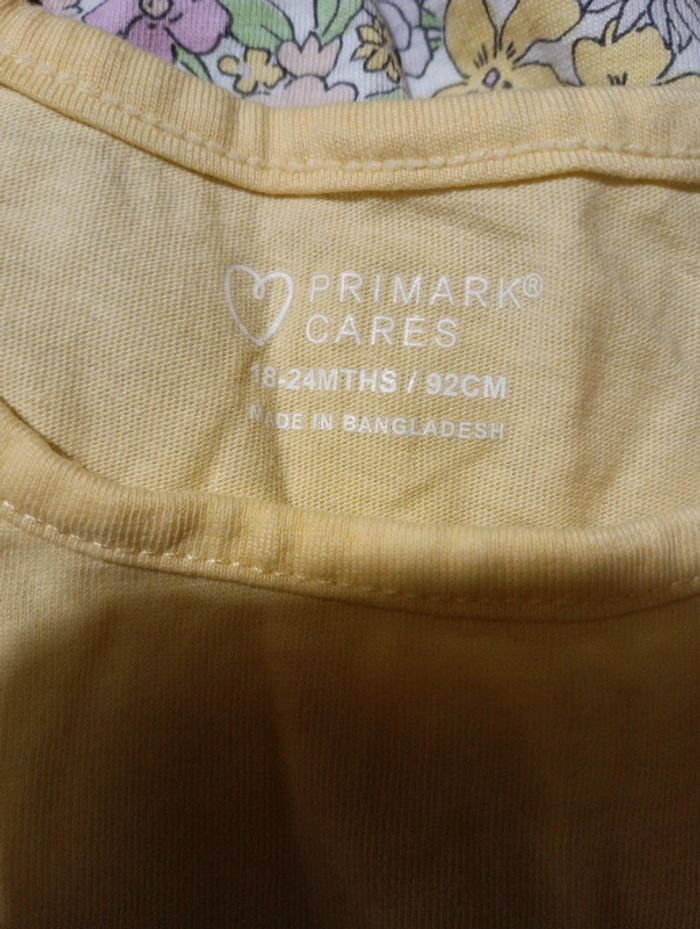 PRIMARK®
CARES
18-24MTHS / 92CM
MADE IN BANGLADESH